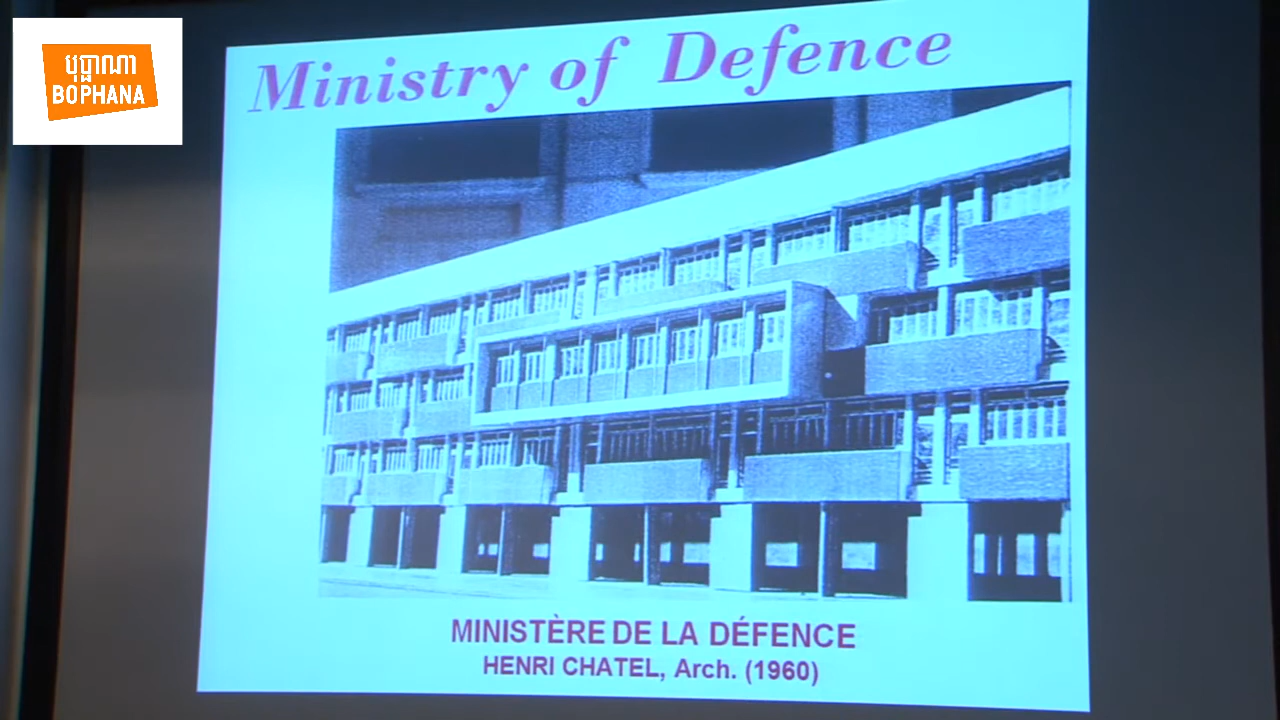 បុប្ផាណា
BOPHANA
Ministry of Defence
MINISTÈRE DE LA DÉFENCE
HENRI CHATEL, Arch. (1960)